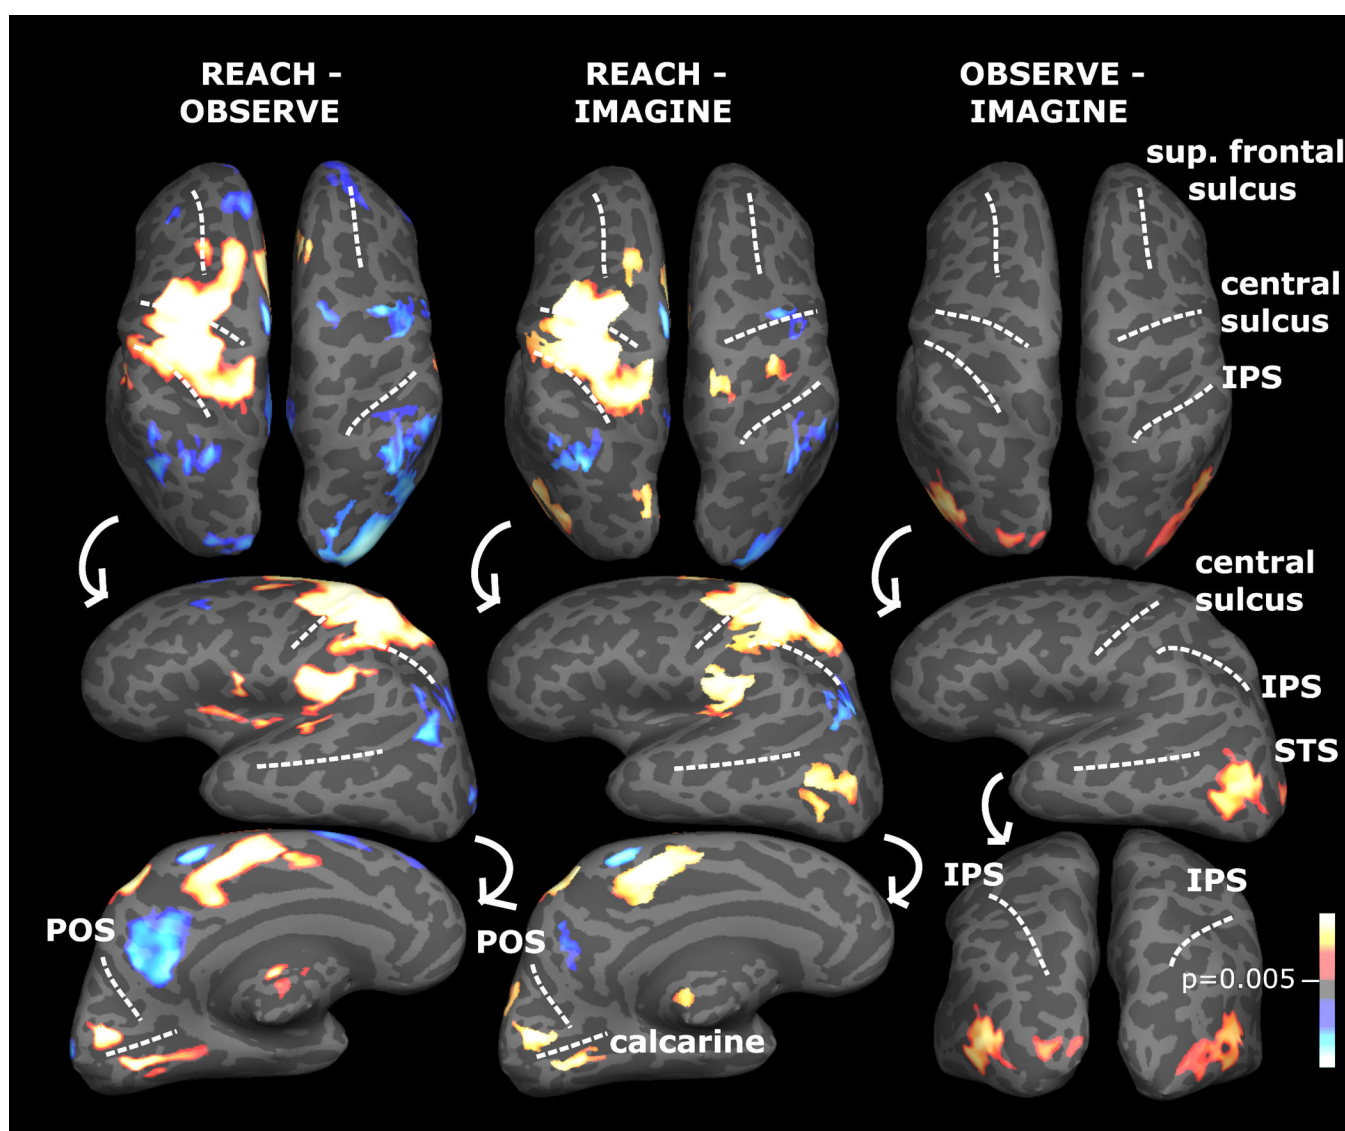 REACH -
OBSERVE
REACH -
IMAGINE
OBSERVE -
IMAGINE
sup. frontal
sulcus
central
sulcus
IPS
central
sulcus
IPS
STS
IPS
IPS
POS
POS
p=0.005
calcarine